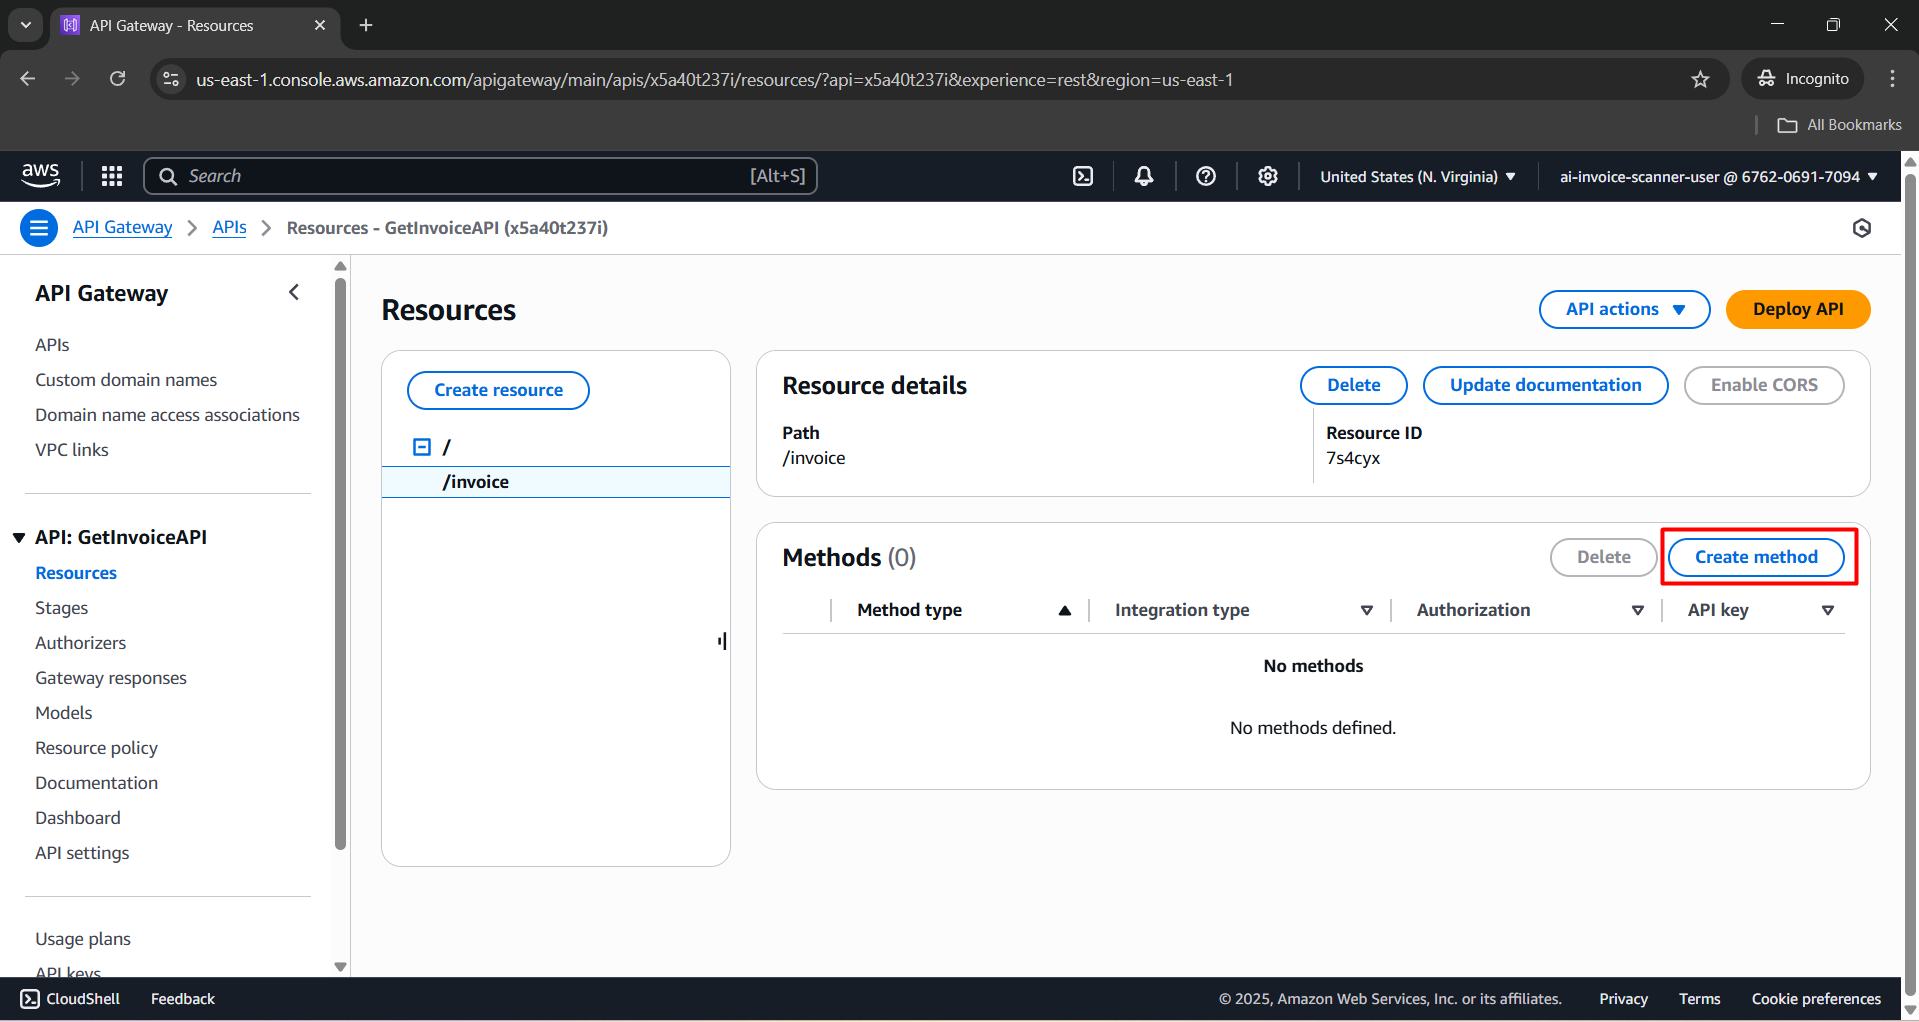 API Gateway - Resources
us-east-1.console.aws.amazon.com/apigateway/main/apis/x5a40t237i/resources/?api=x5a40t237i&experience=rest&region=us-east-1
Incognito
All Bookmarks
aws
Search [Alt+S]
United States (N. Virginia)
ai-invoice-scanner-user @ 6762-0691-7094
API Gateway > APIs > Resources - GetInvoiceAPI (x5a40t237i)
API Gateway
APIs
Custom domain names
Domain name access associations
VPC links
API: GetInvoiceAPI
Resources
Stages
Authorizers
Gateway responses
Models
Resource policy
Documentation
Dashboard
API settings
Usage plans
API keys
Resources
API actions
Deploy API
Create resource
/
/invoice
Resource details
Delete
Update documentation
Enable CORS
Path
/invoice
Resource ID
7s4cyx
Methods (0)
Delete
Create method
Method type
Integration type
Authorization
API key
No methods
No methods defined.
CloudShell
Feedback
© 2025, Amazon Web Services, Inc. or its affiliates.
Privacy
Terms
Cookie preferences